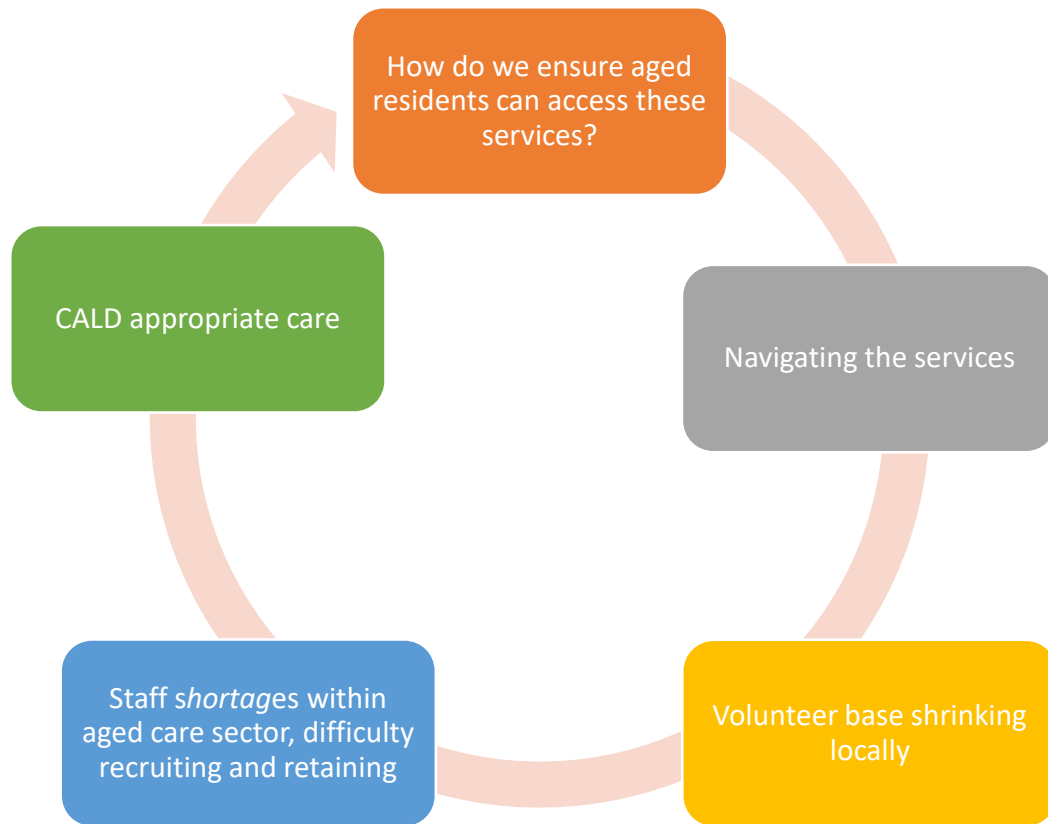 How do we ensure aged
residents can access these
services?
Navigating the services
Volunteer base shrinking
locally
Staff shortages within
aged care sector, difficulty
recruiting and retaining
CALD appropriate care